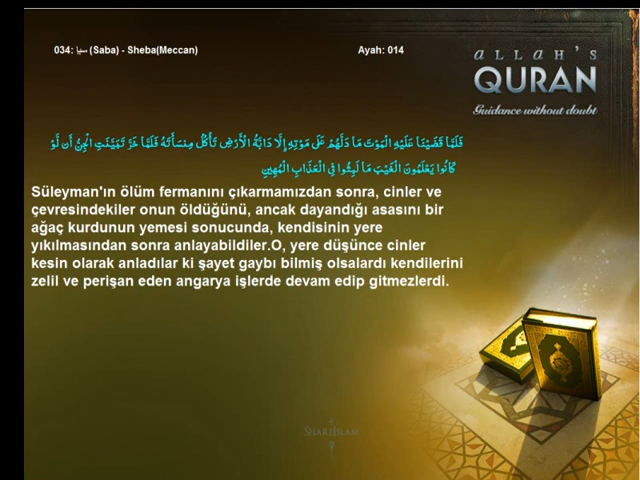 034: سبا (Saba) - Sheba(Meccan) Ayah: 014
ALLAH'S
QURAN
Guidance without doubt
فَلَمَّا قَضَيْنَا عَلَيْهِ الْمَوْتَ مَا دَلَّهُمْ عَلَىٰ مَوْتِهِ إِلَّا دَابَّةُ الْأَرْضِ تَأْكُلُ مِنسَأَتَهُ فَلَمَّا خَرَّ تَبَيَّنَتِ الْجِنُّ أَن لَّوْ
كَانُوا يَعْلَمُونَ الْغَيْبَ مَا لَبِثُوا فِي الْعَذَابِ الْمُهِينِ
Süleyman'ın ölüm fermanını çıkarmamızdan sonra, cinler ve
çevresindekiler onun öldüğünü, ancak dayandığı asasını bir
ağaç kurdunun yemesi sonucunda, kendisinin yere
yıkılmasından sonra anlayabildiler.O, yere düşünce cinler
kesin olarak anladılar ki şayet gaybı bilmiş olsalardı kendilerini
zelil ve perişan eden angarya işlerde devam edip gitmezlerdi.
SHAREISLAM